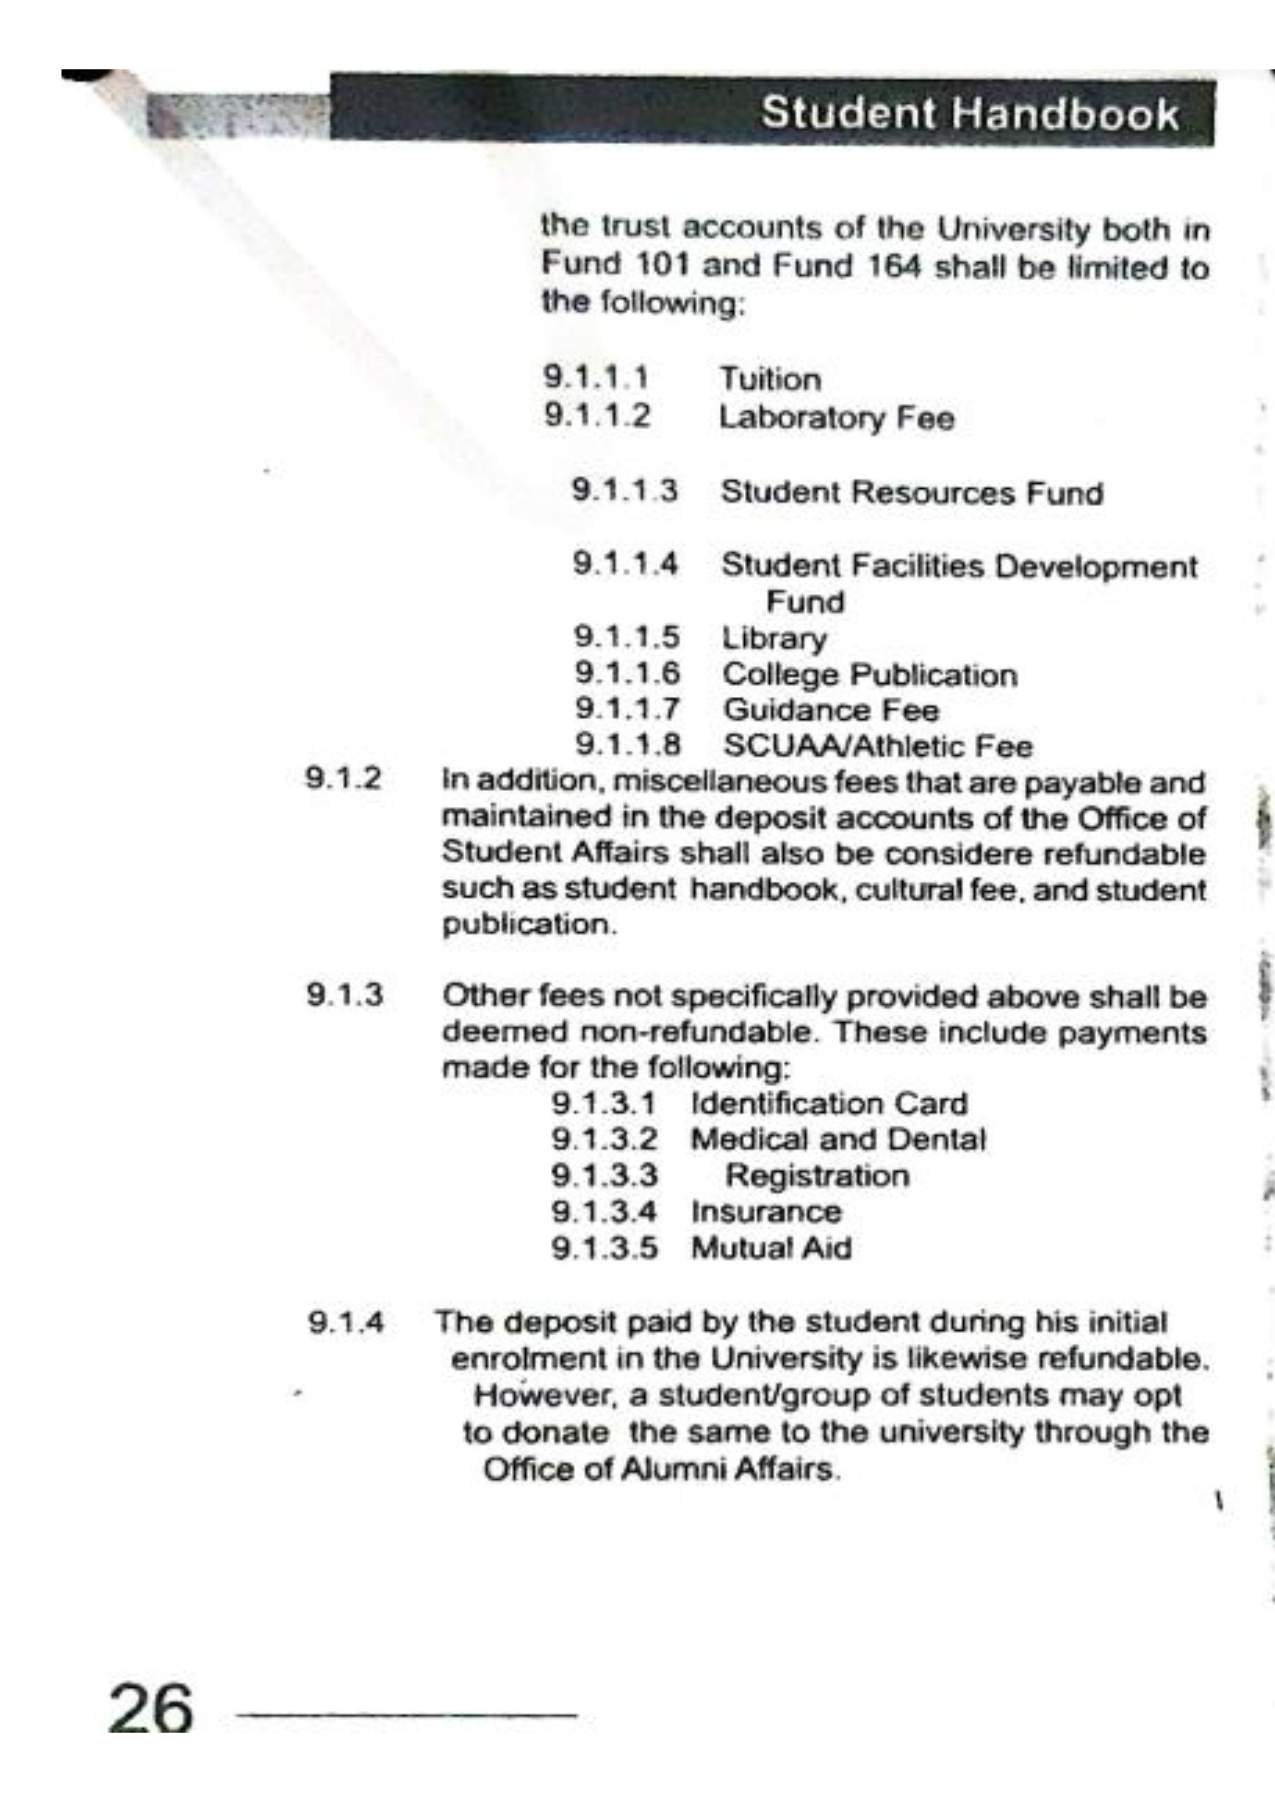 Student Handbook
the trust accounts of the University both in
Fund 101 and Fund 164 shall be limited to
the following:
9.1.1.1 Tuition
9.1.1.2 Laboratory Fee
9.1.1.3 Student Resources Fund
9.1.1.4 Student Facilities Development
Fund
9.1.1.5 Library
9.1.1.6 College Publication
9.1.1.7 Guidance Fee
9.1.1.8 SCUAA/Athletic Fee
9.1.2 In addition, miscellaneous fees that are payable and
maintained in the deposit accounts of the Office of
Student Affairs shall also be considere refundable
such as student handbook, cultural fee, and student
publication.
9.1.3 Other fees not specifically provided above shall be
deemed non-refundable. These include payments
made for the following:
9.1.3.1 Identification Card
9.1.3.2 Medical and Dental
9.1.3.3 Registration
9.1.3.4 Insurance
9.1.3.5 Mutual Aid
9.1.4 The deposit paid by the student during his initial
enrolment in the University is likewise refundable.
However, a student/group of students may opt
to donate the same to the university through the
Office of Alumni Affairs.
26